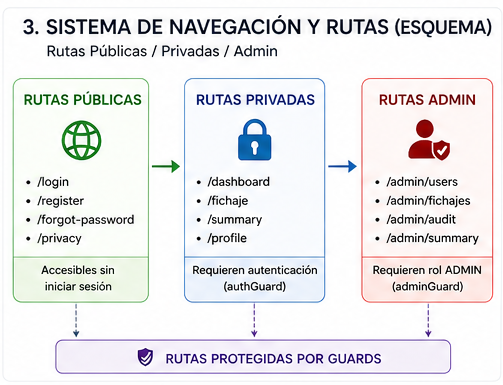 3. SISTEMA DE NAVEGACIÓN Y RUTAS (ESQUEMA)
Rutas Públicas / Privadas / Admin
RUTAS PÚBLICAS
• /login
• /register
• /forgot-password
• /privacy
Accesibles sin
iniciar sesión
RUTAS PRIVADAS
• /dashboard
• /fichaje
• /summary
• /profile
Requieren autenticación
(authGuard)
RUTAS ADMIN
• /admin/users
• /admin/fichajes
• /admin/audit
• /admin/summary
Requieren rol ADMIN
(adminGuard)
RUTAS PROTEGIDAS POR GUARDS